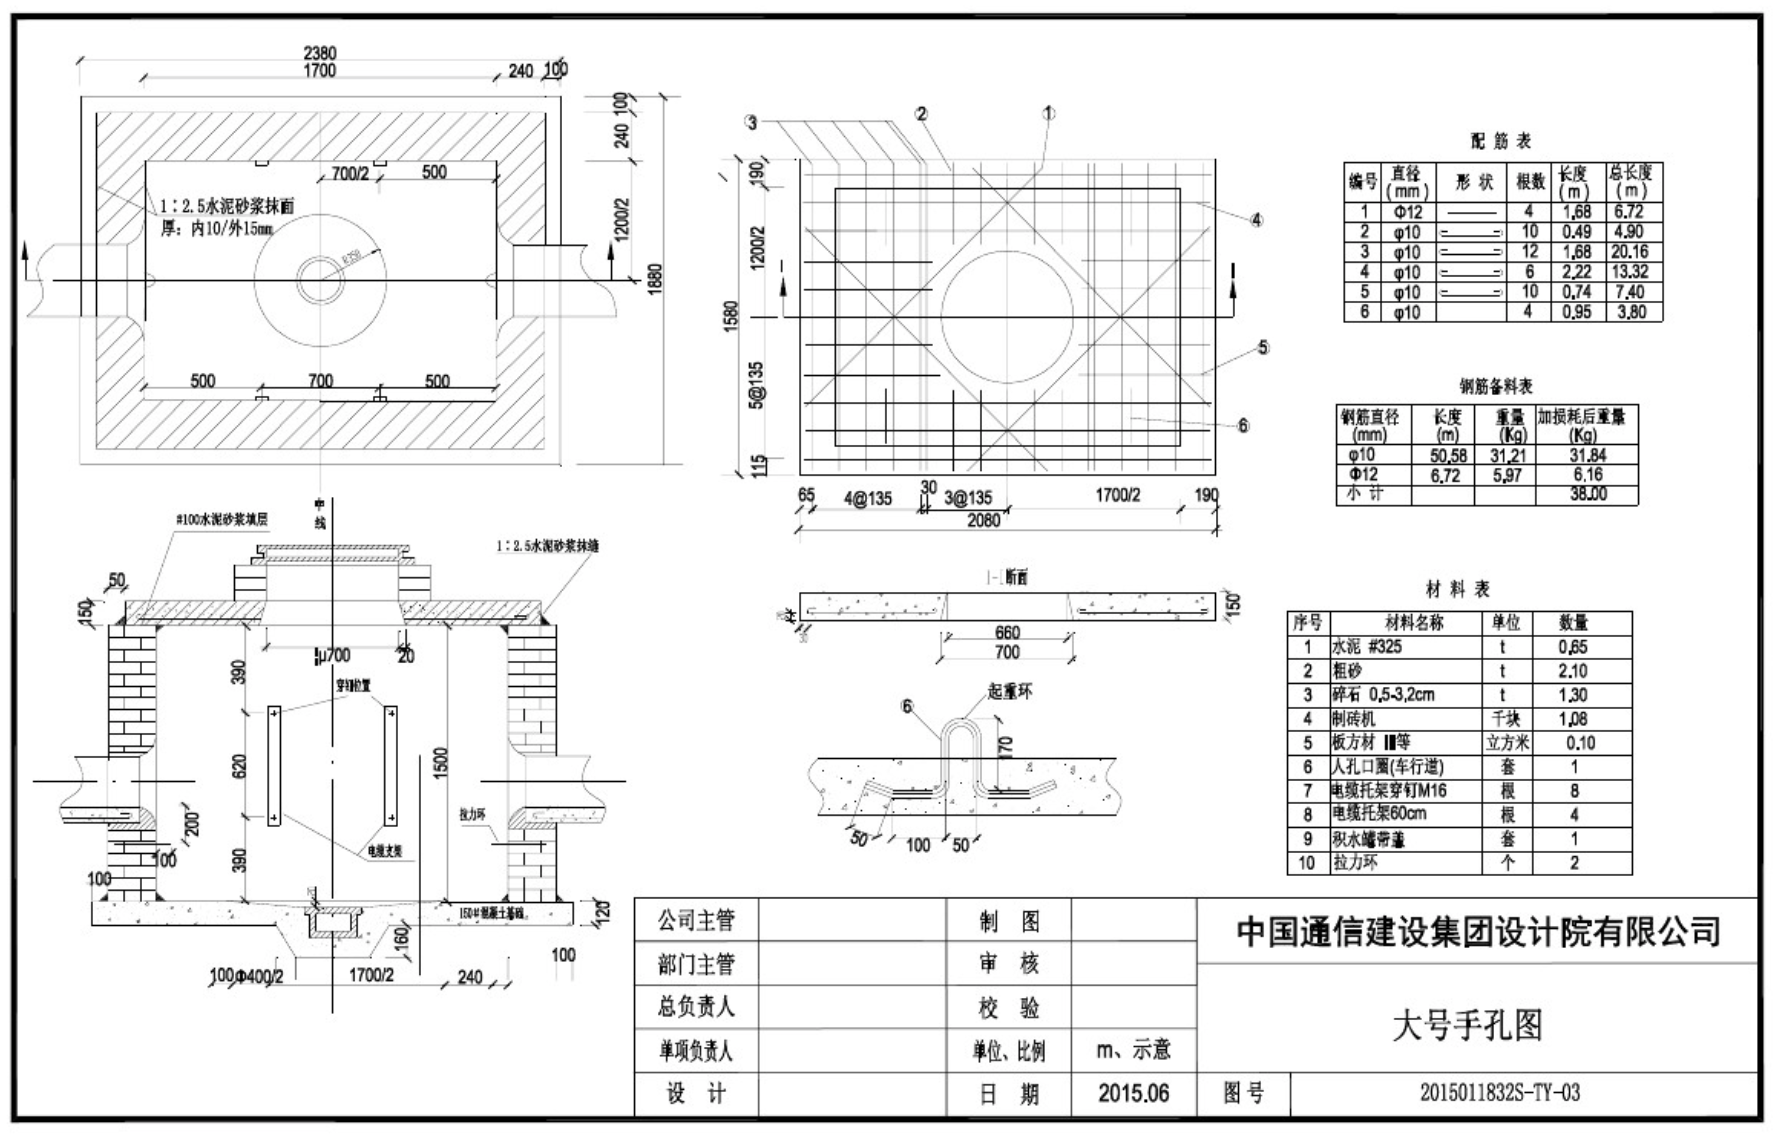 2380
1700 240 100
100
240
700/2 500
1:2.5水泥砂浆抹面
厚:内10/外15mm
R350
1200/2
1880
500 700 500
中
线
#100水泥砂浆填层
1:2.5水泥砂浆抹缝
50
150
μ700 20
390
穿钉位置
620
1500
拉力环
200
100
电缆支架
390
100
150#混凝土基础
120
160
100
100 Φ400/2 1700/2 240
③ ② ①
190
1200/2
④
I I
1580
⑤
5@135
⑥
115
65 4@135 30 3@135 1700/2 190
2080
I-I断面
150
660
700
起重环
⑥
170
50 100 50
配 筋 表
编号 直径(mm) 形 状 根数 长度(m) 总长度(m)
1 Φ12 4 1.68 6.72
2 φ10 10 0.49 4.90
3 φ10 12 1.68 20.16
4 φ10 6 2.22 13.32
5 φ10 10 0.74 7.40
6 φ10 4 0.95 3.80
钢筋备料表
钢筋直径(mm) 长度(m) 重量(Kg) 加损耗后重量(Kg)
φ10 50.58 31.21 31.84
Φ12 6.72 5.97 6.16
小 计 38.00
材 料 表
序号 材料名称 单位 数量
1 水泥 #325 t 0.65
2 粗砂 t 2.10
3 碎石 0.5-3.2cm t 1.30
4 制砖机 千块 1.08
5 板方材 Ⅲ等 立方米 0.10
6 人孔口圈(车行道) 套 1
7 电缆托架穿钉M16 根 8
8 电缆托架60cm 根 4
9 积水罐带盖 套 1
10 拉力环 个 2
公司主管 制 图
部门主管 审 核
总负责人 校 验
单项负责人 单位、比例 m、示意
设 计 日 期 2015.06
中国通信建设集团设计院有限公司
大号手孔图
图号 2015011832S-TY-03